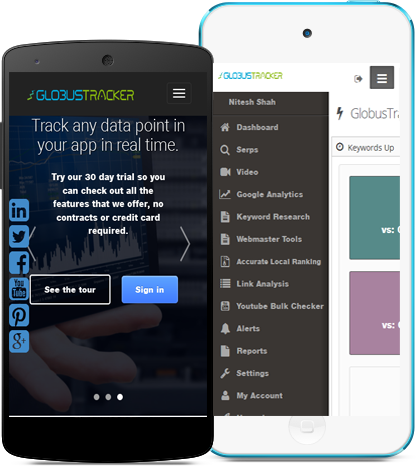 GLOBUSTRACKER
Track any data point in
your app in real time.
Try our 30 day trial so you
can check out all the
features that we offer, no
contracts or credit card
required.
See the tour
Sign in
in
f
You
Tube
g+
GLOBUSTRACKER
Nitesh Shah
Dashboard
Serps
Video
Google Analytics
Keyword Research
Webmaster Tools
Accurate Local Ranking
Link Analysis
Youtube Bulk Checker
Alerts
Reports
Settings
My Account
GlobusTra
Keywords Up
vs:
vs: